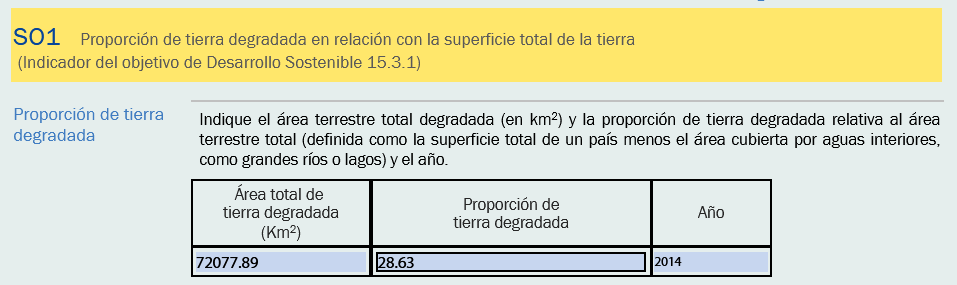 SO1 Proporción de tierra degradada en relación con la superficie total de la tierra
(Indicador del objetivo de Desarrollo Sostenible 15.3.1)
Proporción de tierra
degradada
Indique el área terrestre total degradada (en km²) y la proporción de tierra degradada relativa al área
terrestre total (definida como la superficie total de un país menos el área cubierta por aguas interiores,
como grandes ríos o lagos) y el año.
Área total de
tierra degradada
(Km²)
Proporción de
tierra degradada
Año
72077.89
28.63
2014